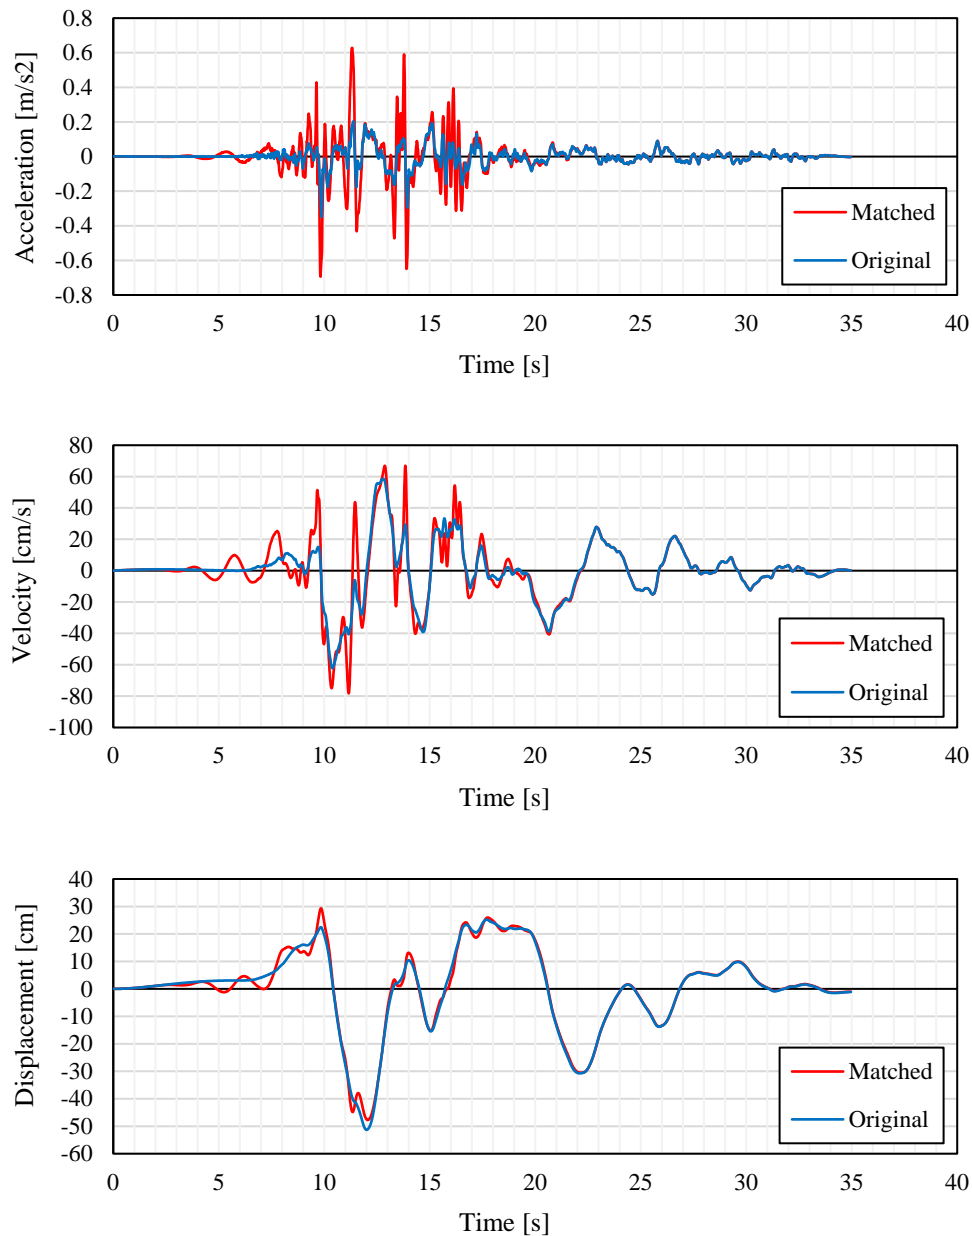 0.8
0.6
0.4
0.2
0
-0.2
-0.4
-0.6
-0.8
Acceleration [m/s2]
Matched
Original
0 5 10 15 20 25 30 35 40
Time [s]
80
60
40
20
0
-20
-40
-60
-80
-100
Velocity [cm/s]
Matched
Original
0 5 10 15 20 25 30 35 40
Time [s]
40
30
20
10
0
-10
-20
-30
-40
-50
-60
Displacement [cm]
Matched
Original
0 5 10 15 20 25 30 35 40
Time [s]